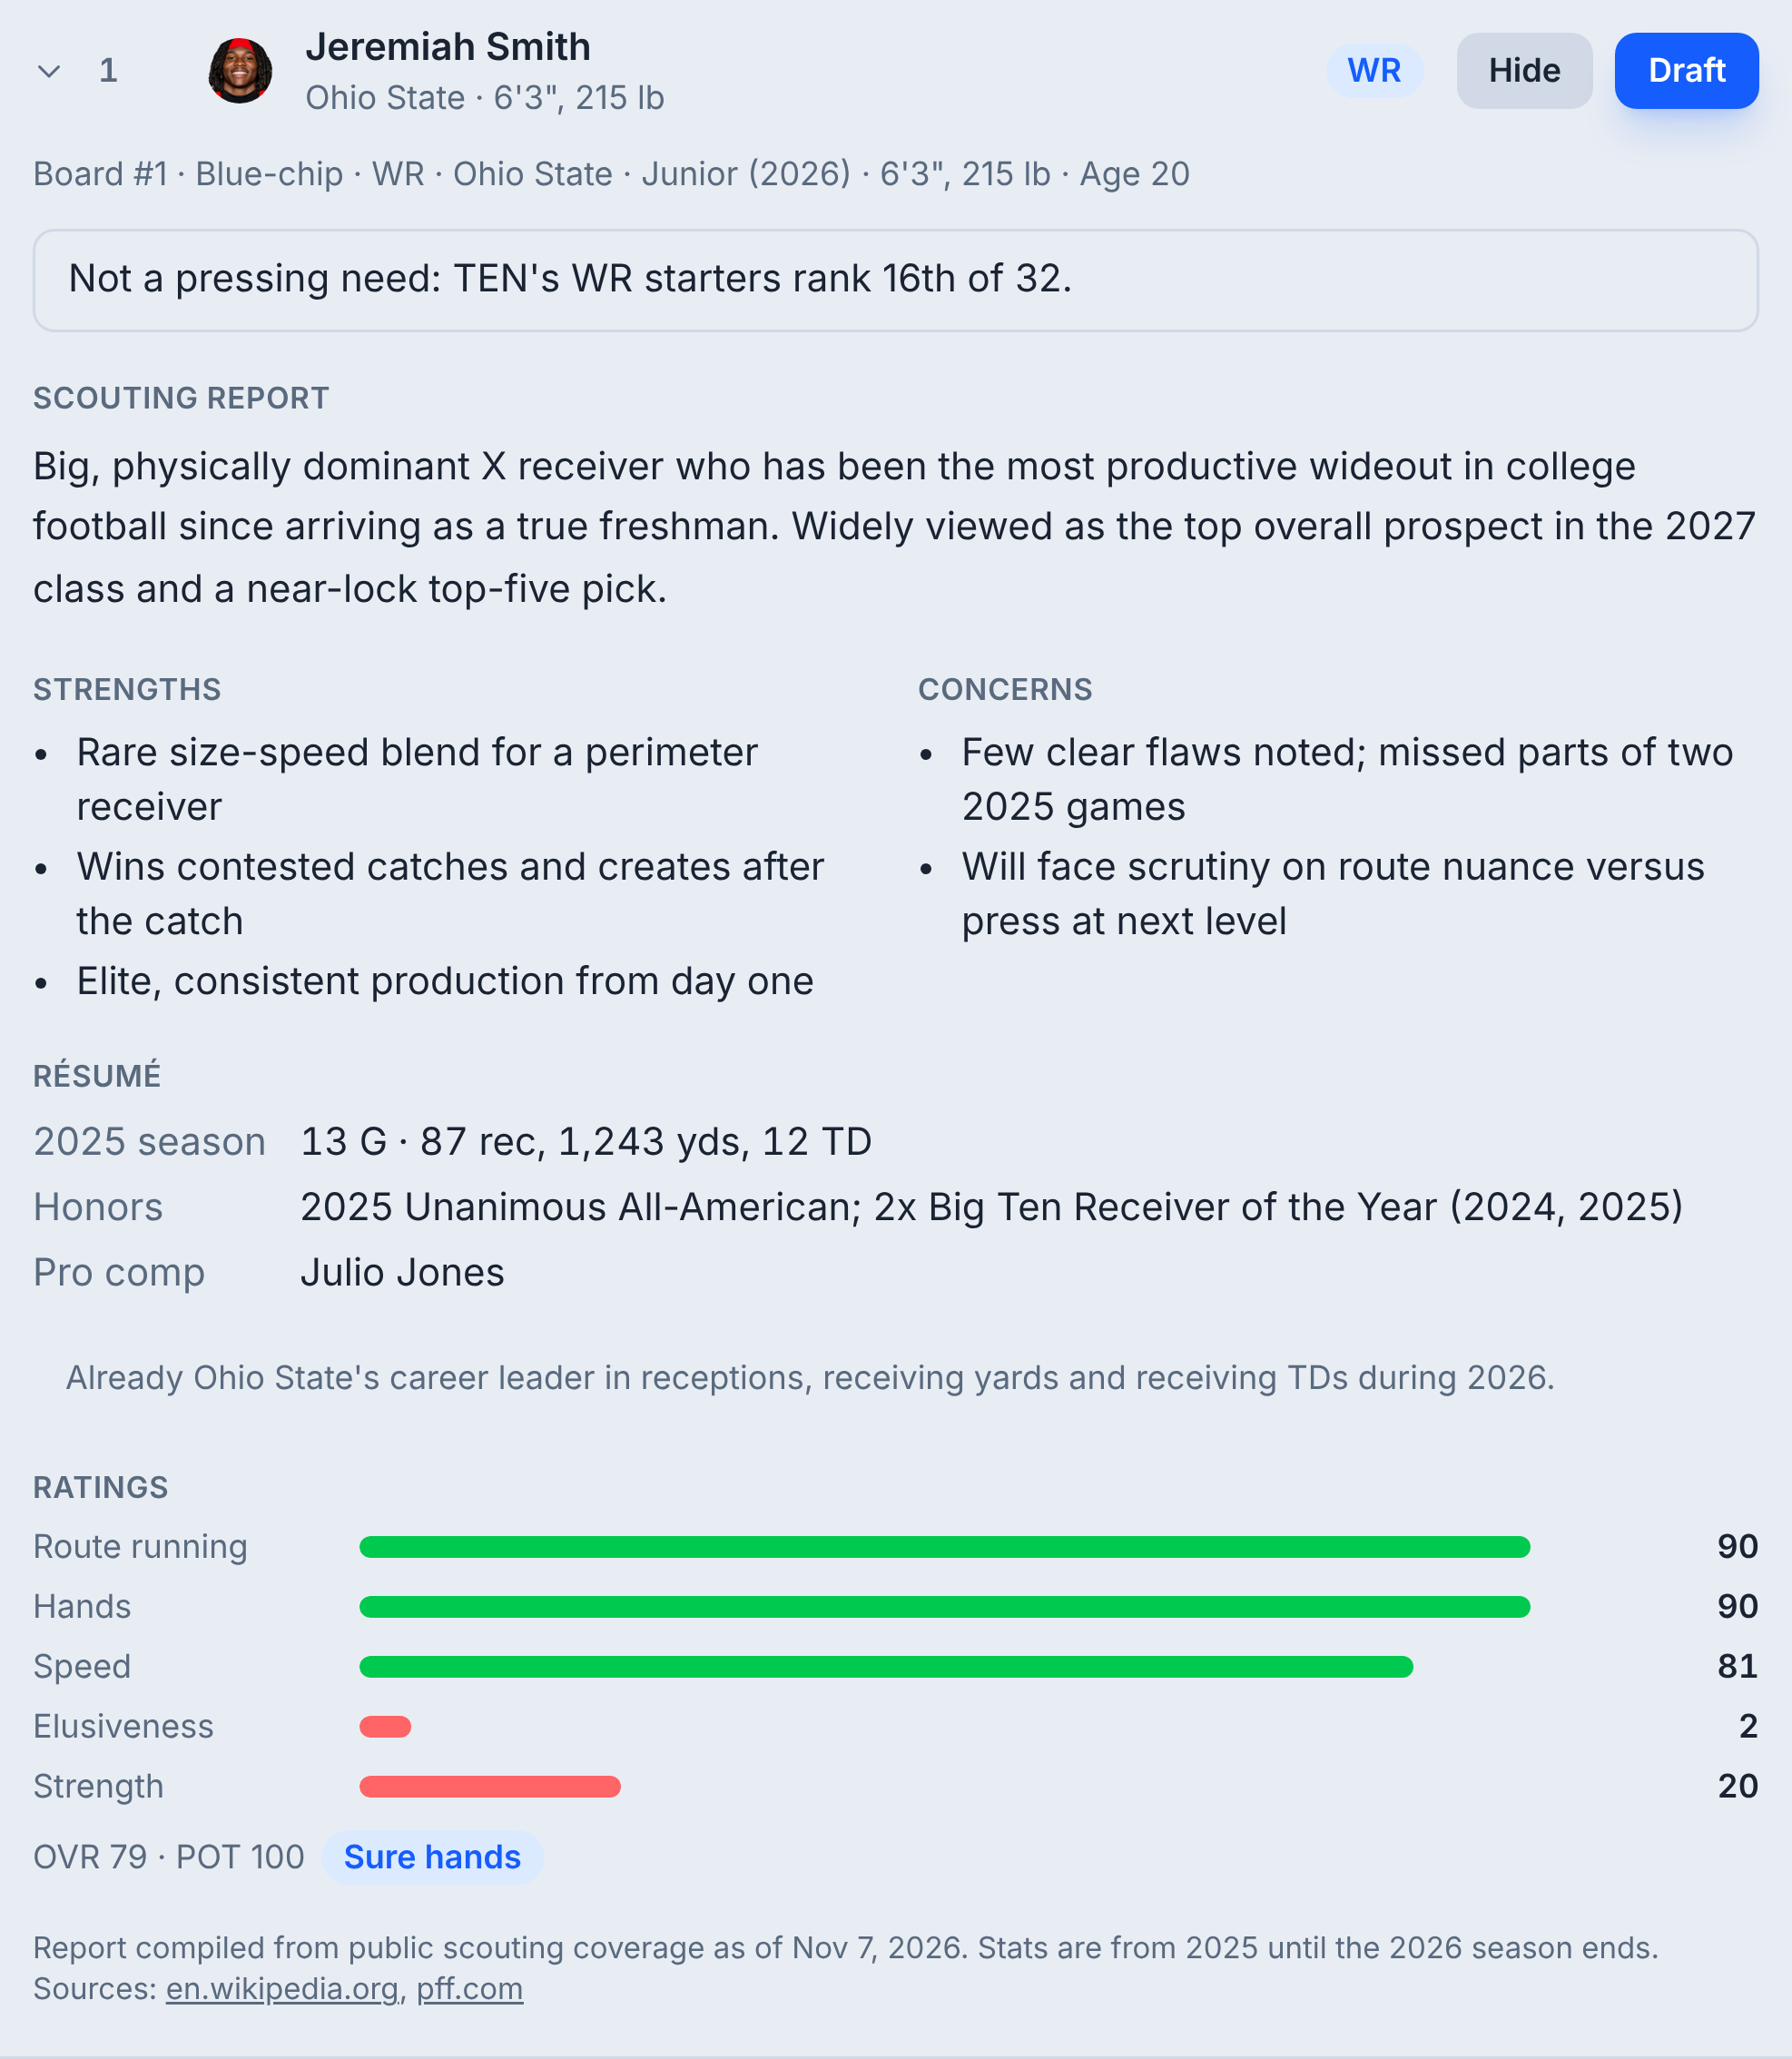 1
Jeremiah Smith
Ohio State · 6'3", 215 lb
WR
Hide
Draft
Board #1 · Blue-chip · WR · Ohio State · Junior (2026) · 6'3", 215 lb · Age 20
Not a pressing need: TEN's WR starters rank 16th of 32.
SCOUTING REPORT
Big, physically dominant X receiver who has been the most productive wideout in college
football since arriving as a true freshman. Widely viewed as the top overall prospect in the 2027
class and a near-lock top-five pick.
STRENGTHS
• Rare size-speed blend for a perimeter
receiver
• Wins contested catches and creates after
the catch
• Elite, consistent production from day one
CONCERNS
• Few clear flaws noted; missed parts of two
2025 games
• Will face scrutiny on route nuance versus
press at next level
RÉSUMÉ
2025 season 13 G · 87 rec, 1,243 yds, 12 TD
Honors 2025 Unanimous All-American; 2x Big Ten Receiver of the Year (2024, 2025)
Pro comp Julio Jones
Already Ohio State's career leader in receptions, receiving yards and receiving TDs during 2026.
RATINGS
Route running 90
Hands 90
Speed 81
Elusiveness 2
Strength 20
OVR 79 · POT 100 Sure hands
Report compiled from public scouting coverage as of Nov 7, 2026. Stats are from 2025 until the 2026 season ends.
Sources: en.wikipedia.org, pff.com